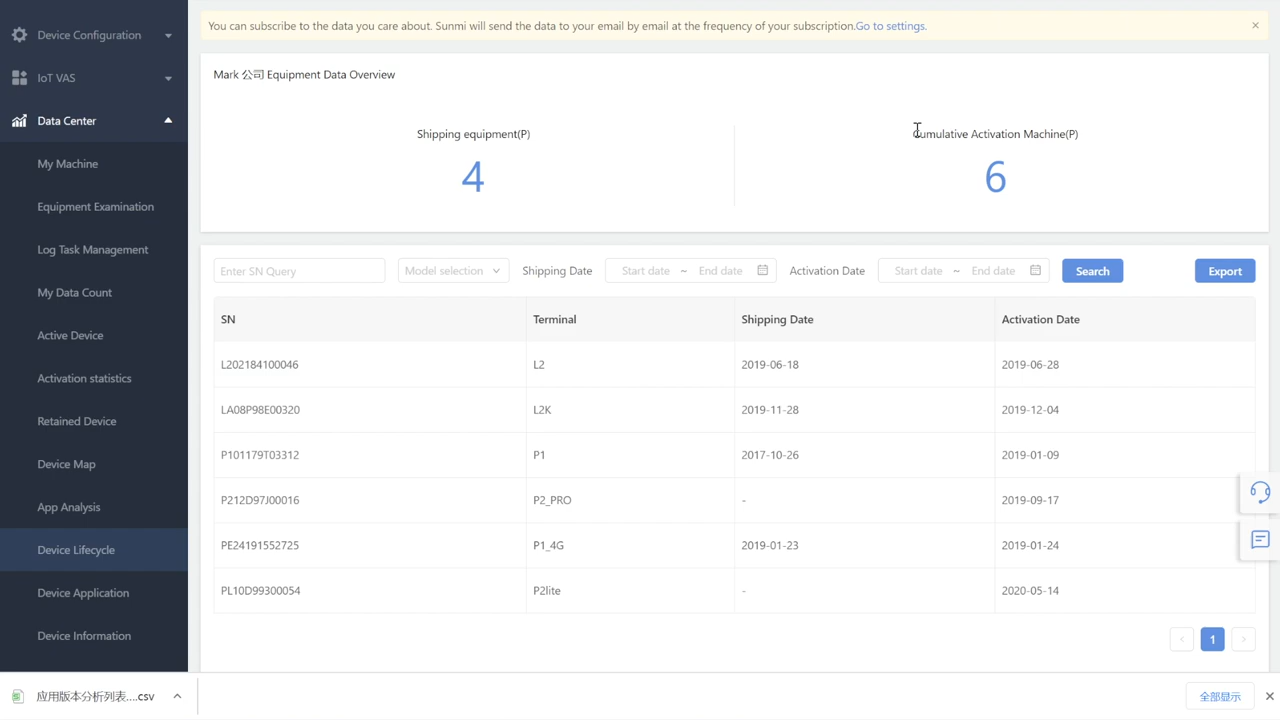 Device Configuration
IoT VAS
Data Center
My Machine
Equipment Examination
Log Task Management
My Data Count
Active Device
Activation statistics
Retained Device
Device Map
App Analysis
Device Lifecycle
Device Application
Device Information
You can subscribe to the data you care about. Sunmi will send the data to your email by email at the frequency of your subscription.Go to settings.
Mark 公司 Equipment Data Overview
Shipping equipment(P)
4
Cumulative Activation Machine(P)
6
Enter SN Query Model selection Shipping Date Start date ~ End date Activation Date Start date ~ End date Search Export
SN Terminal Shipping Date Activation Date
L202184100046 L2 2019-06-18 2019-06-28
LA08P98E00320 L2K 2019-11-28 2019-12-04
P101179T03312 P1 2017-10-26 2019-01-09
P212D97J00016 P2_PRO - 2019-09-17
PE24191552725 P1_4G 2019-01-23 2019-01-24
PL10D99300054 P2lite - 2020-05-14
< 1 >
应用版本分析列表....csv
全部显示